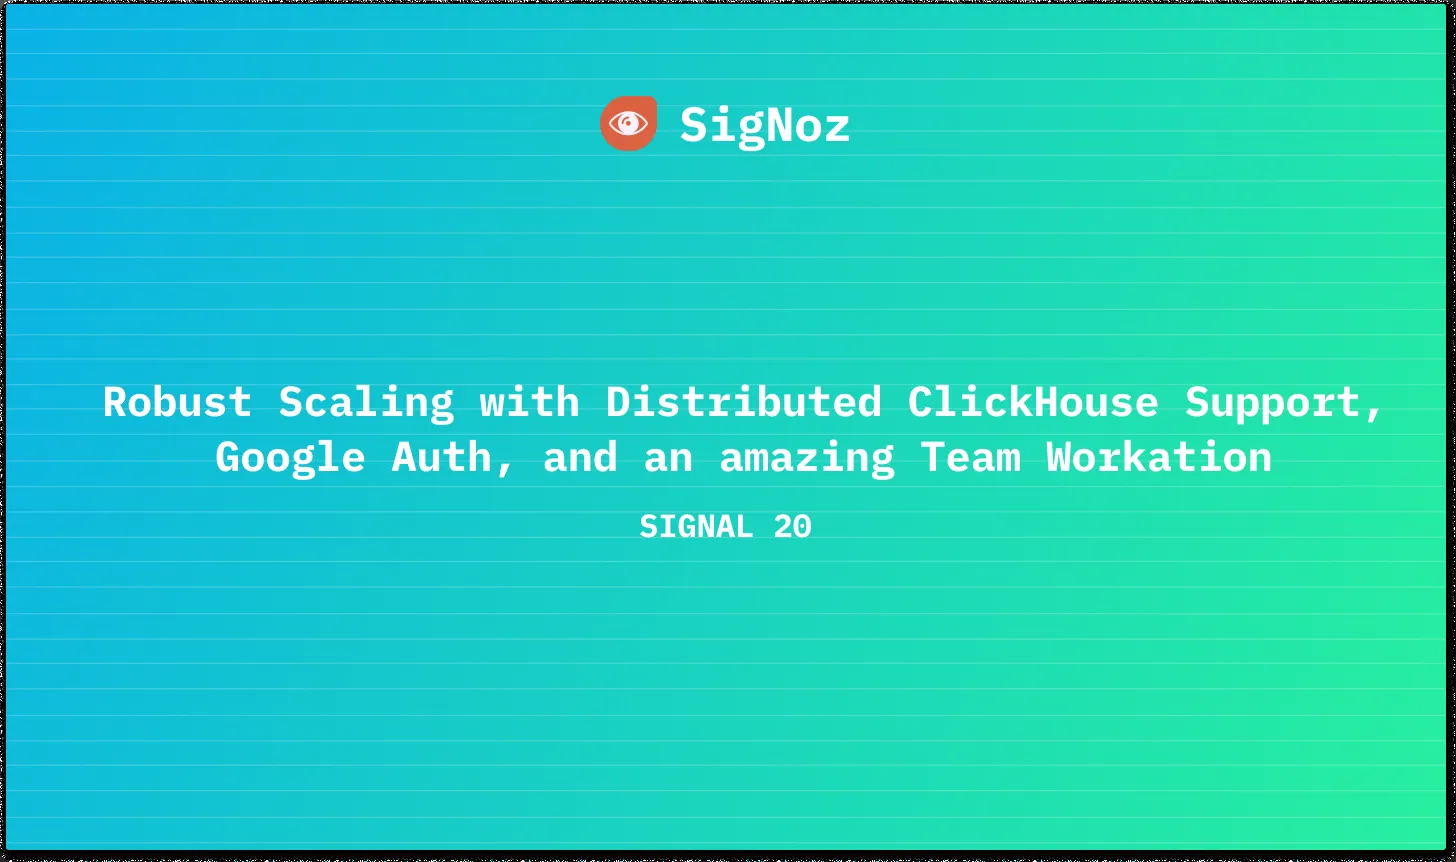 SigNoz
Robust Scaling with Distributed ClickHouse Support,
Google Auth, and an amazing Team Workation
SIGNAL 20